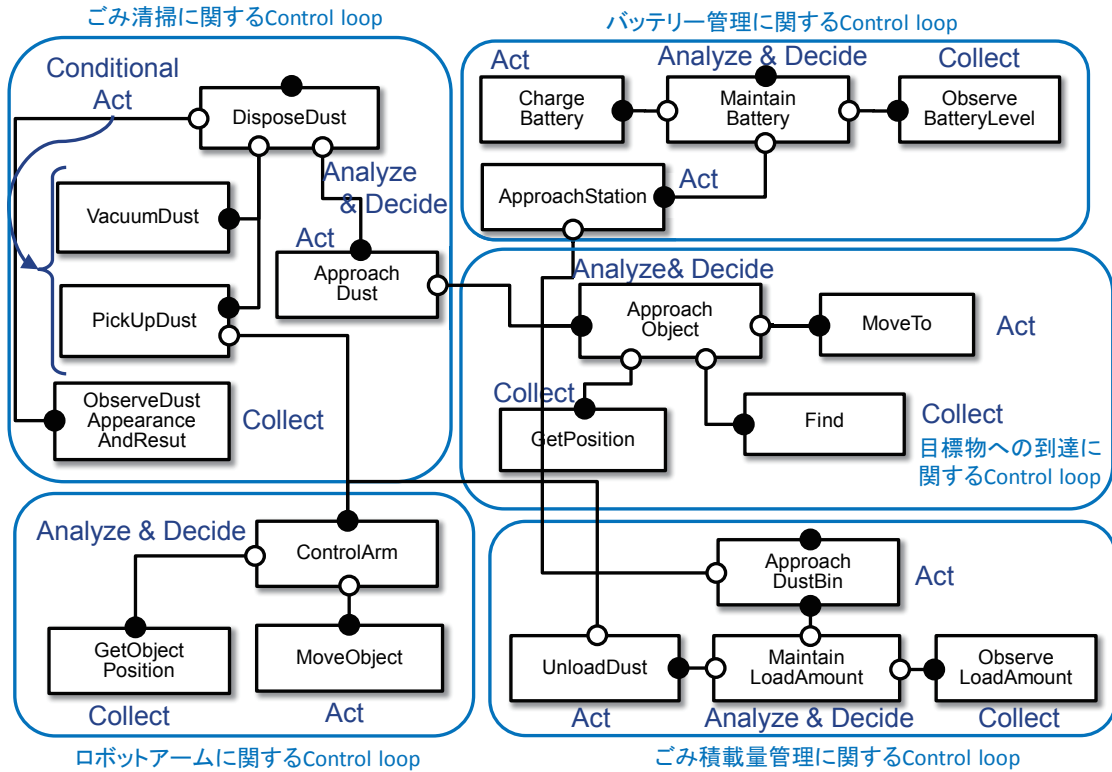 ごみ清掃に関するControl loop
Conditional
Act
DisposeDust
Analyze
& Decide
VacuumDust
Act
Approach
Dust
PickUpDust
ObserveDust
Appearance
AndResut
Collect
バッテリー管理に関するControl loop
Act
Analyze & Decide
Collect
Charge
Battery
Maintain
Battery
Observe
BatteryLevel
ApproachStation
Act
Analyze& Decide
Approach
Object
MoveTo
Act
Collect
GetPosition
Find
Collect
目標物への到達に
関するControl loop
Analyze & Decide
ControlArm
GetObject
Position
MoveObject
Collect
Act
ロボットアームに関するControl loop
Approach
DustBin
Act
UnloadDust
Maintain
LoadAmount
Observe
LoadAmount
Act
Analyze & Decide
Collect
ごみ積載量管理に関するControl loop